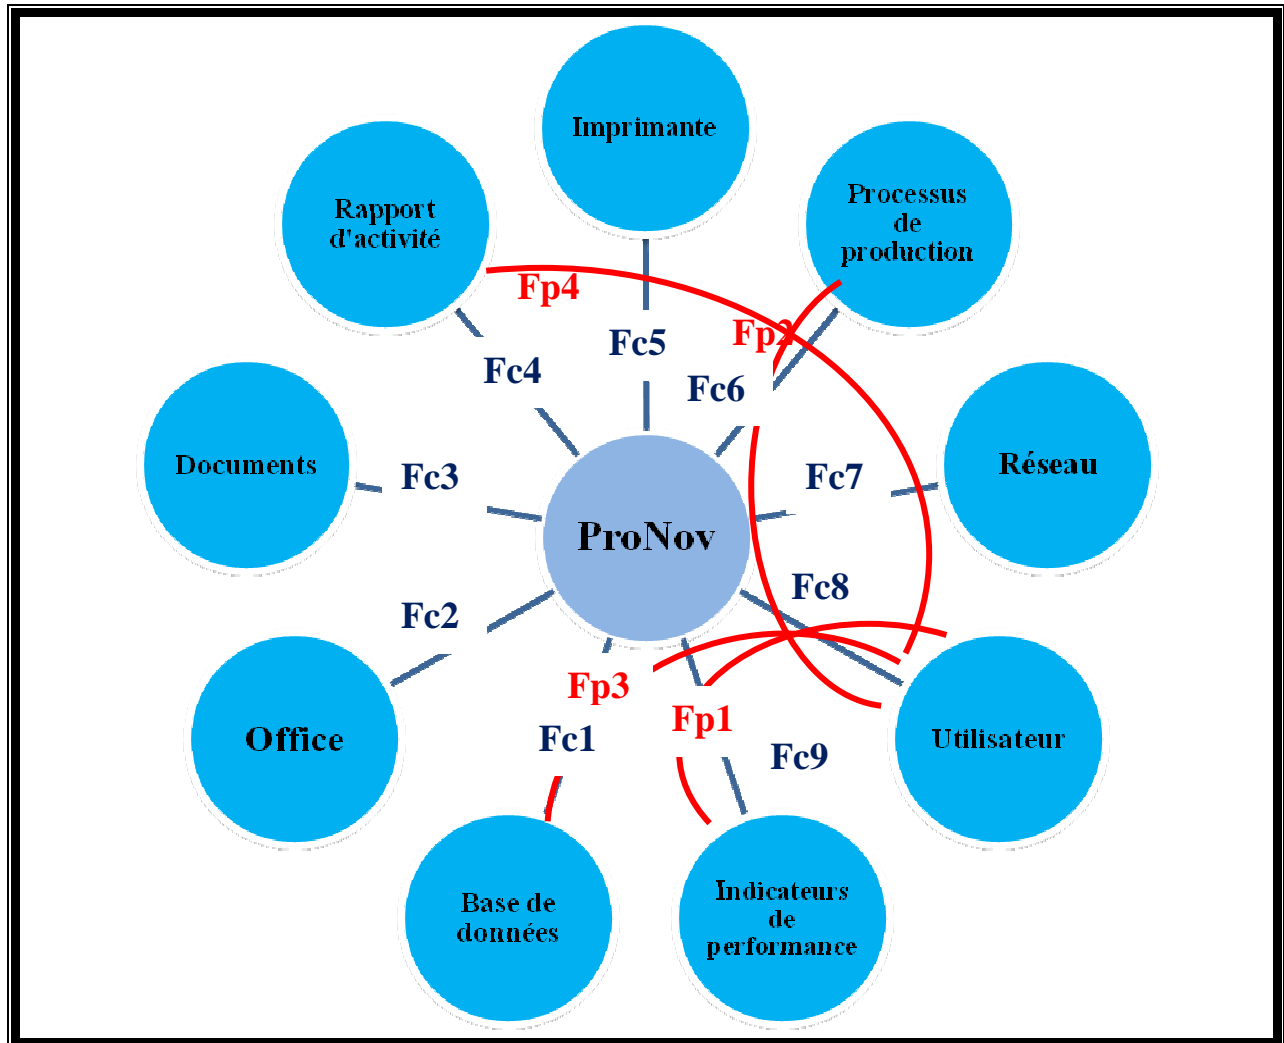 Imprimante
Rapport
d'activité
Processus
de
production
Fp4
Fp2
Fc5
Fc4
Fc6
Documents
Fc3
Fc7
Réseau
ProNov
Fc2
Fc8
Office
Fp3
Fc1
Fp1
Fc9
Utilisateur
Base de
données
Indicateurs
de
performance